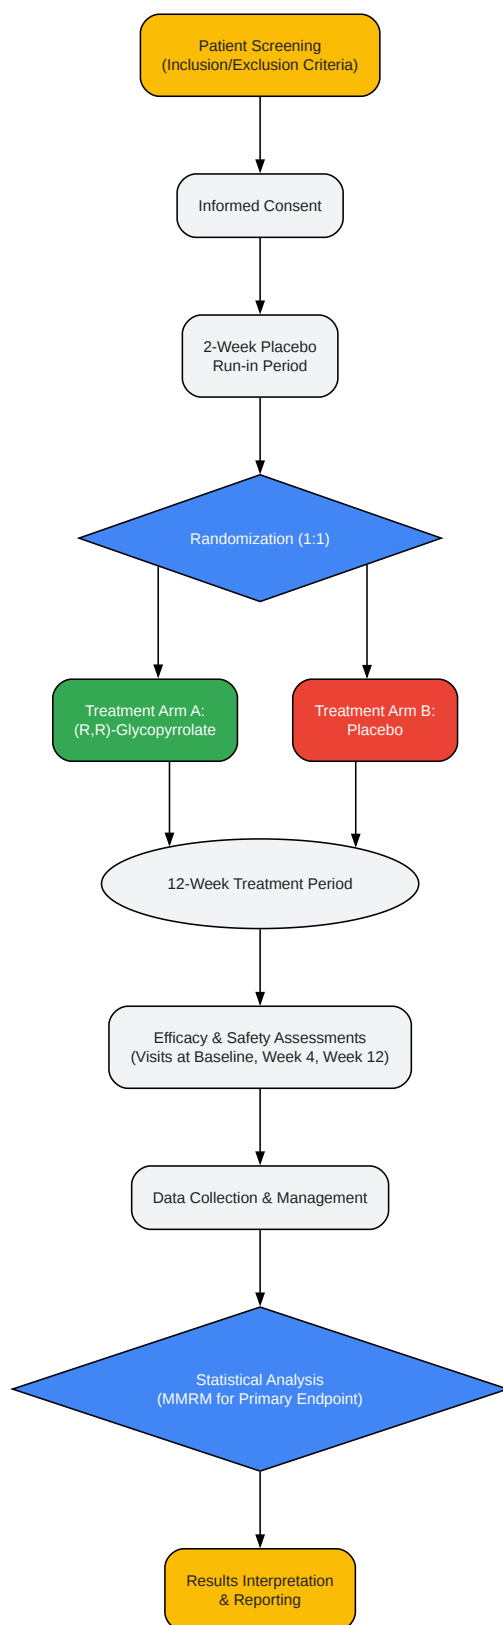 Patient Screening
(Inclusion/Exclusion Criteria)
Informed Consent
2-Week Placebo
Run-in Period
Randomization (1:1)
Treatment Arm A:
(R,R)-Glycopyrrolate
Treatment Arm B:
Placebo
12-Week Treatment Period
Efficacy & Safety Assessments
(Visits at Baseline, Week 4, Week 12)
Data Collection & Management
Statistical Analysis
(MMRM for Primary Endpoint)
Results Interpretation
& Reporting